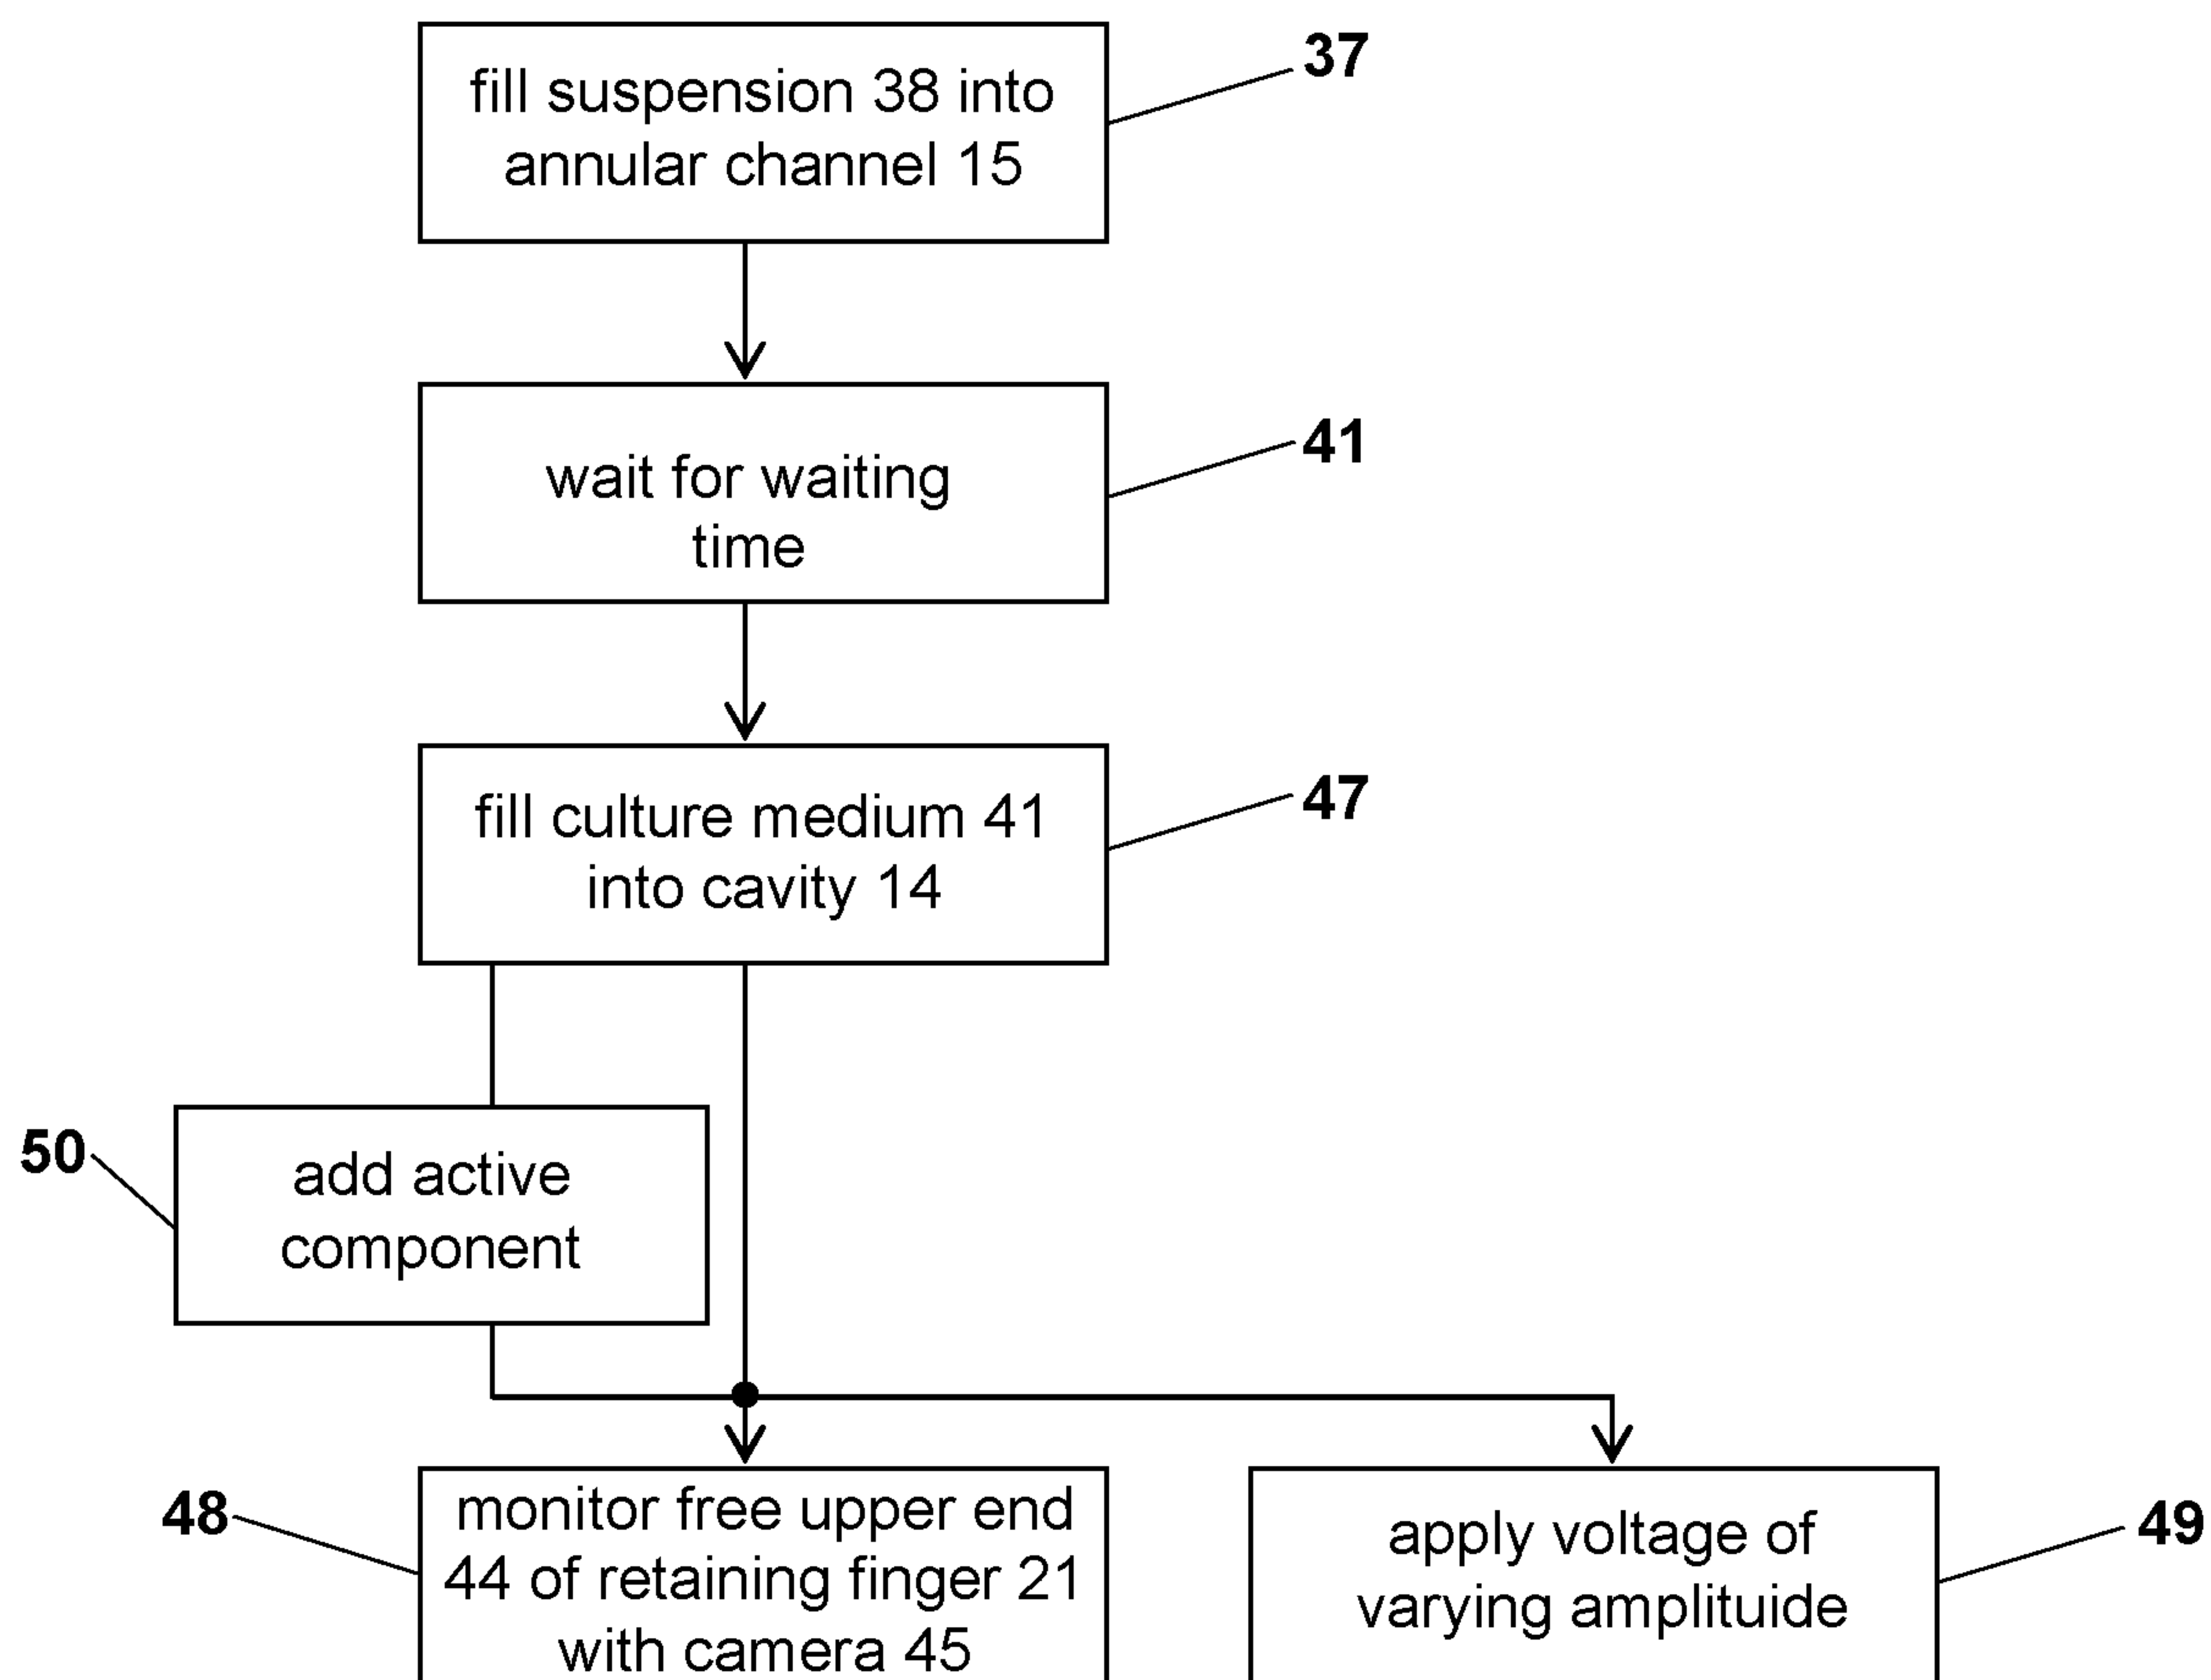 fill suspension 38 into
annular channel 15
37
wait for waiting
time
41
fill culture medium 41
into cavity 14
47
50
add active
component
48
monitor free upper end
44 of retaining finger 21
with camera 45
apply voltage of
varying amplituide
49